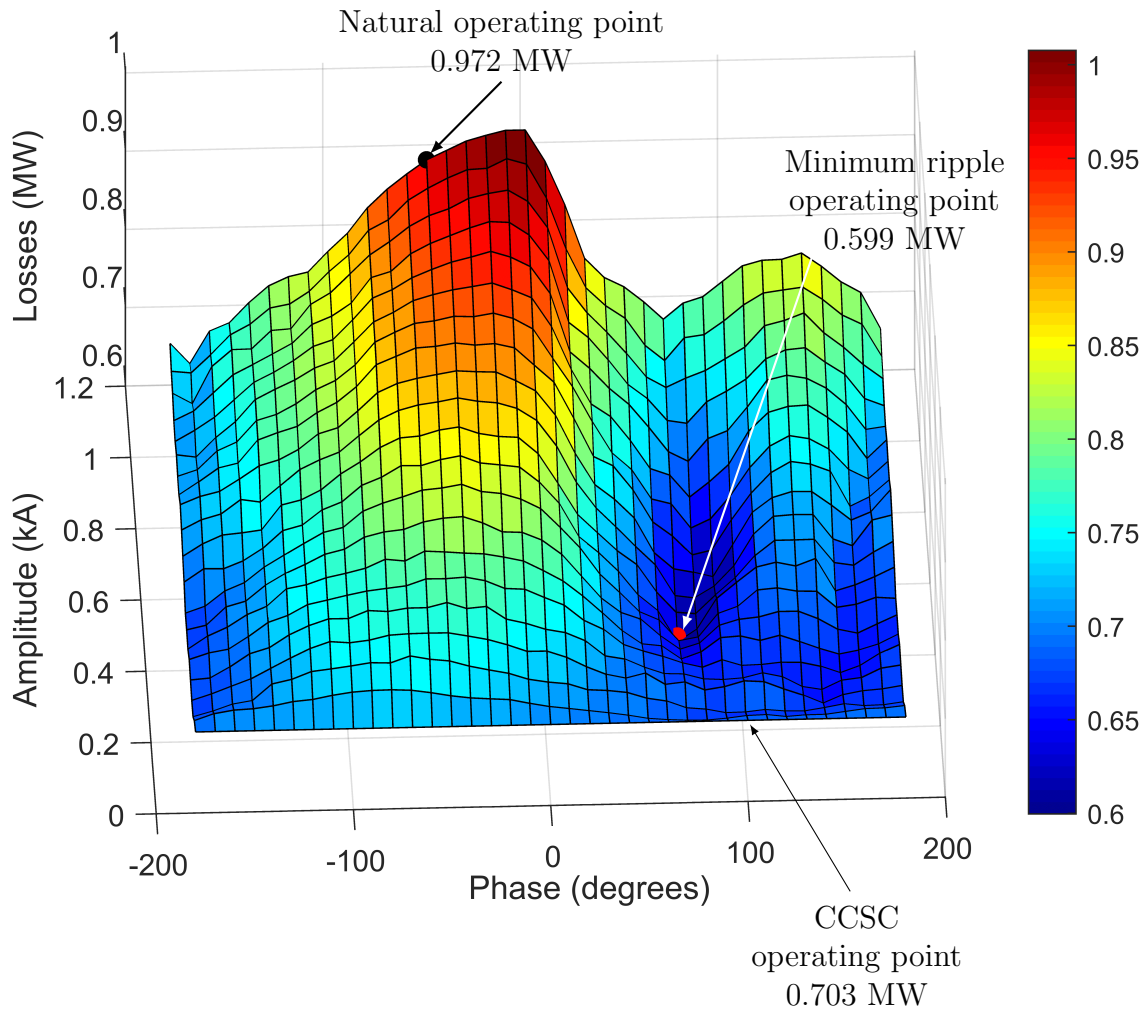 Natural operating point
0.972 MW
Minimum ripple
operating point
0.599 MW
Losses (MW)
1
0.9
0.8
0.7
0.6
Amplitude (kA)
1.2
1
0.8
0.6
0.4
0.2
0
-200
-100
0
100
200
Phase (degrees)
CCSC
operating point
0.703 MW
1
0.95
0.9
0.85
0.8
0.75
0.7
0.65
0.6